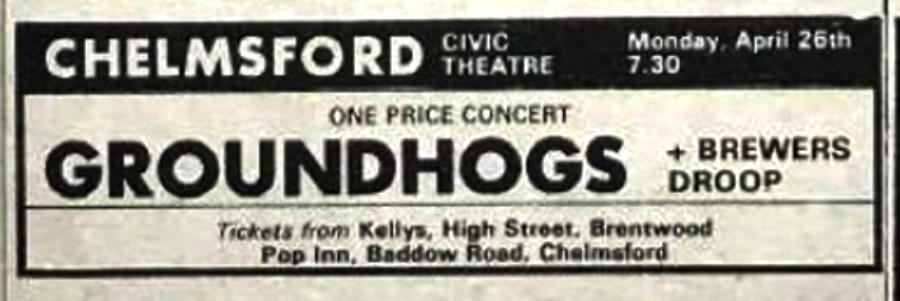 CHELMSFORD CIVIC THEATRE Monday, April 26th 7.30
ONE PRICE CONCERT
GROUNDHOGS + BREWERS DROOP
Tickets from Kellys, High Street, Brentwood
Pop Inn, Baddow Road, Chelmsford